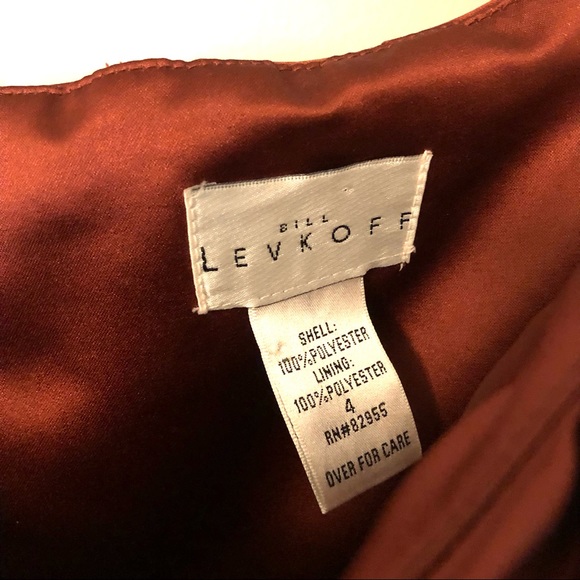 BILL
LEVKOFF
SHELL:
100%POLYESTER
LINING:
100%POLYESTER
4
RN#82955
OVER FOR CARE